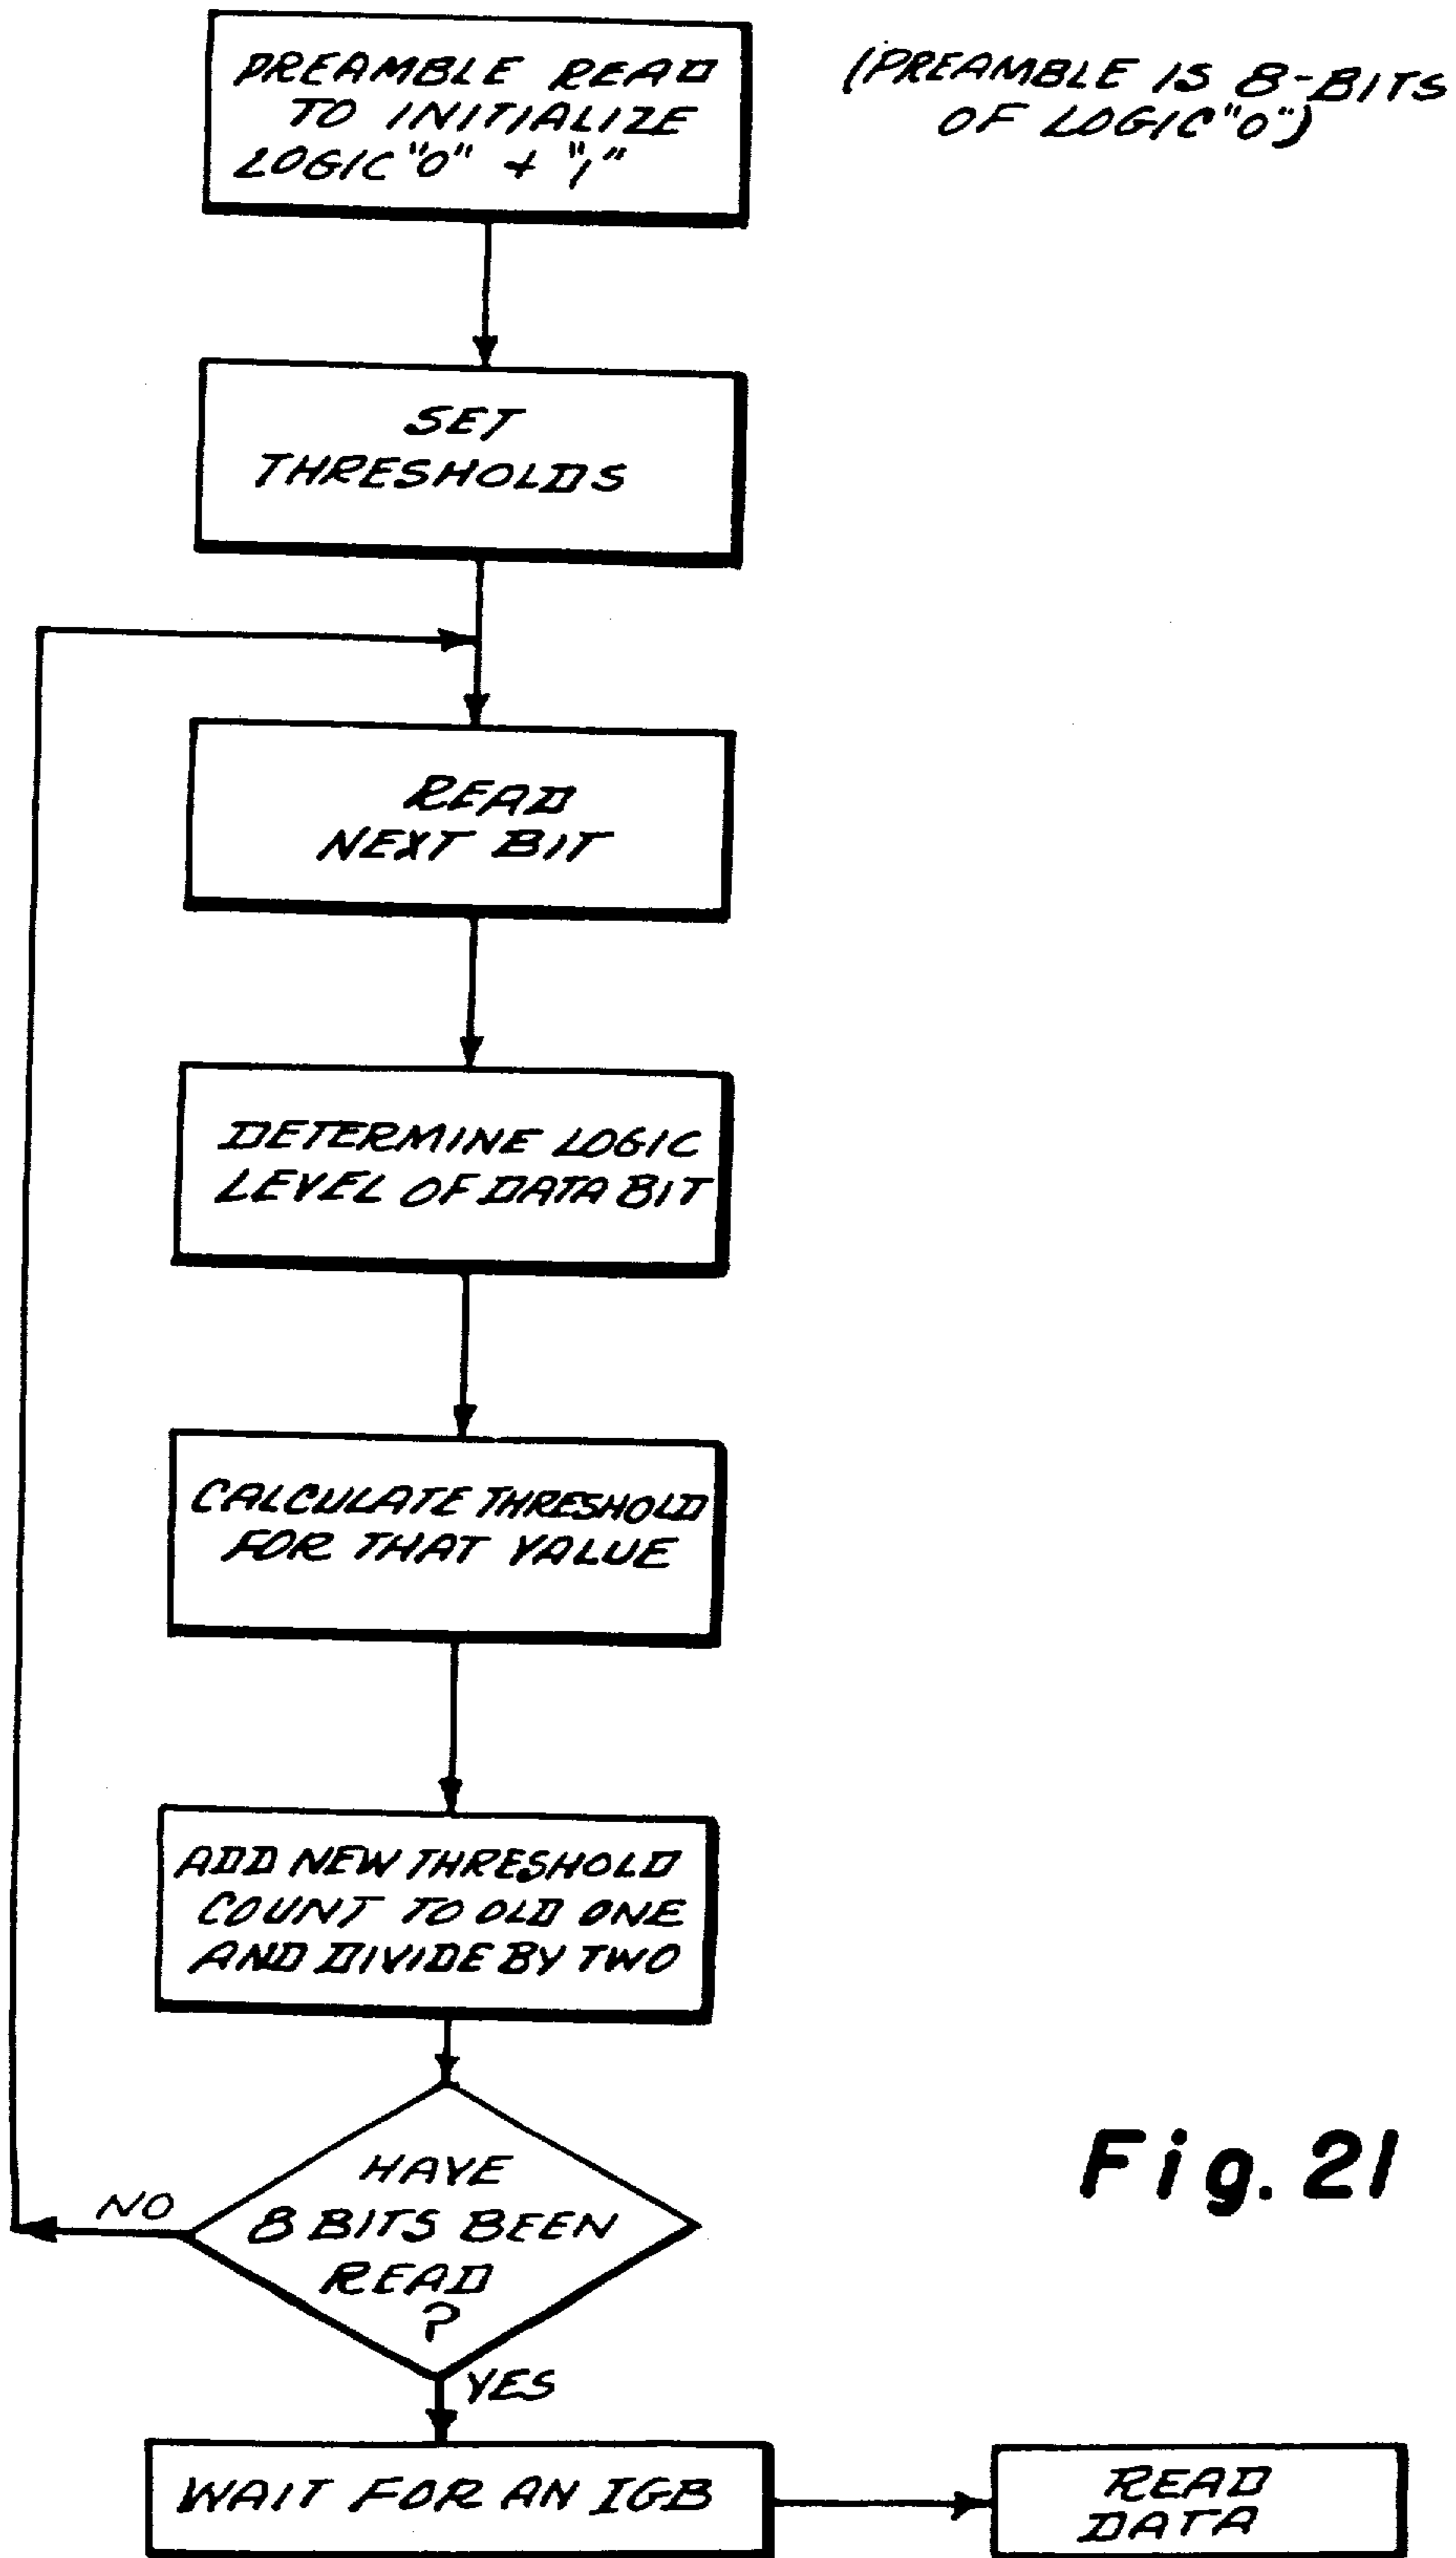 PREAMBLE READ
TO INITIALIZE
LOGIC "0" + "1"
(PREAMBLE IS 8-BITS
OF LOGIC "0")
SET
THRESHOLDS
READ
NEXT BIT
DETERMINE LOGIC
LEVEL OF DATA BIT
CALCULATE THRESHOLD
FOR THAT VALUE
ADD NEW THRESHOLD
COUNT TO OLD ONE
AND DIVIDE BY TWO
HAVE
8 BITS BEEN
READ
?
NO
YES
WAIT FOR AN IGB
READ
DATA
Fig. 21